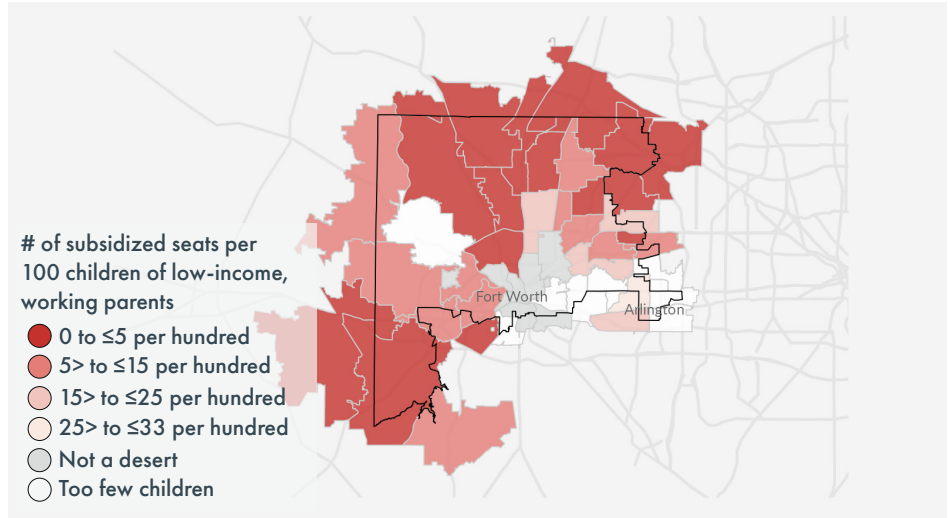 # of subsidized seats per
100 children of low-income,
working parents
0 to ≤5 per hundred
5> to ≤15 per hundred
15> to ≤25 per hundred
25> to ≤33 per hundred
Not a desert
Too few children
Fort Worth
Arlington